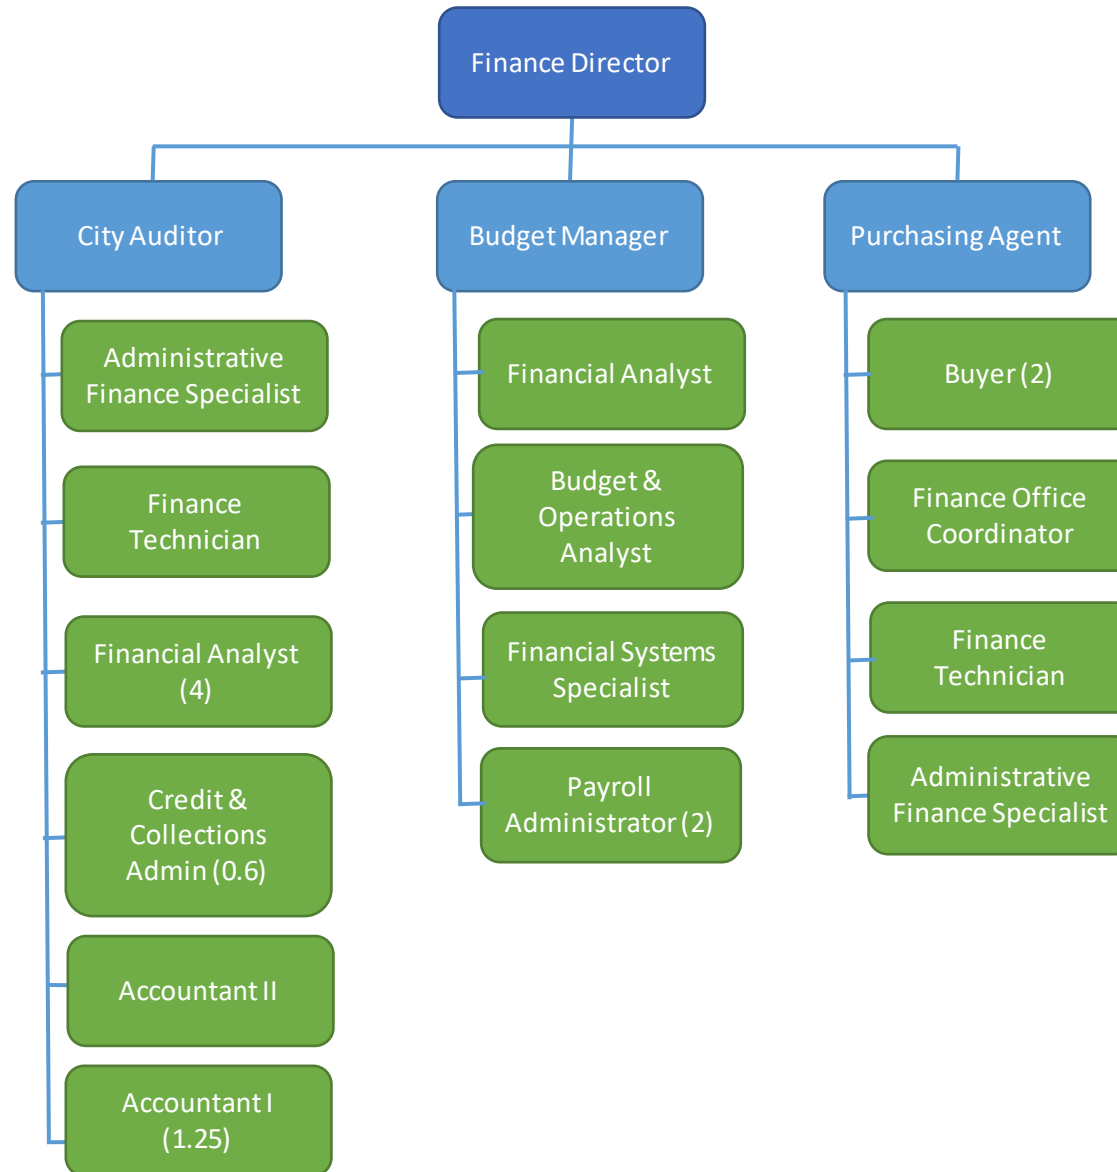 Finance Director
City Auditor
Budget Manager
Purchasing Agent
Administrative
Finance Specialist
Finance
Technician
Financial Analyst
(4)
Credit &
Collections
Admin (0.6)
Accountant II
Accountant I
(1.25)
Financial Analyst
Budget &
Operations
Analyst
Financial Systems
Specialist
Payroll
Administrator (2)
Buyer (2)
Finance Office
Coordinator
Finance
Technician
Administrative
Finance Specialist